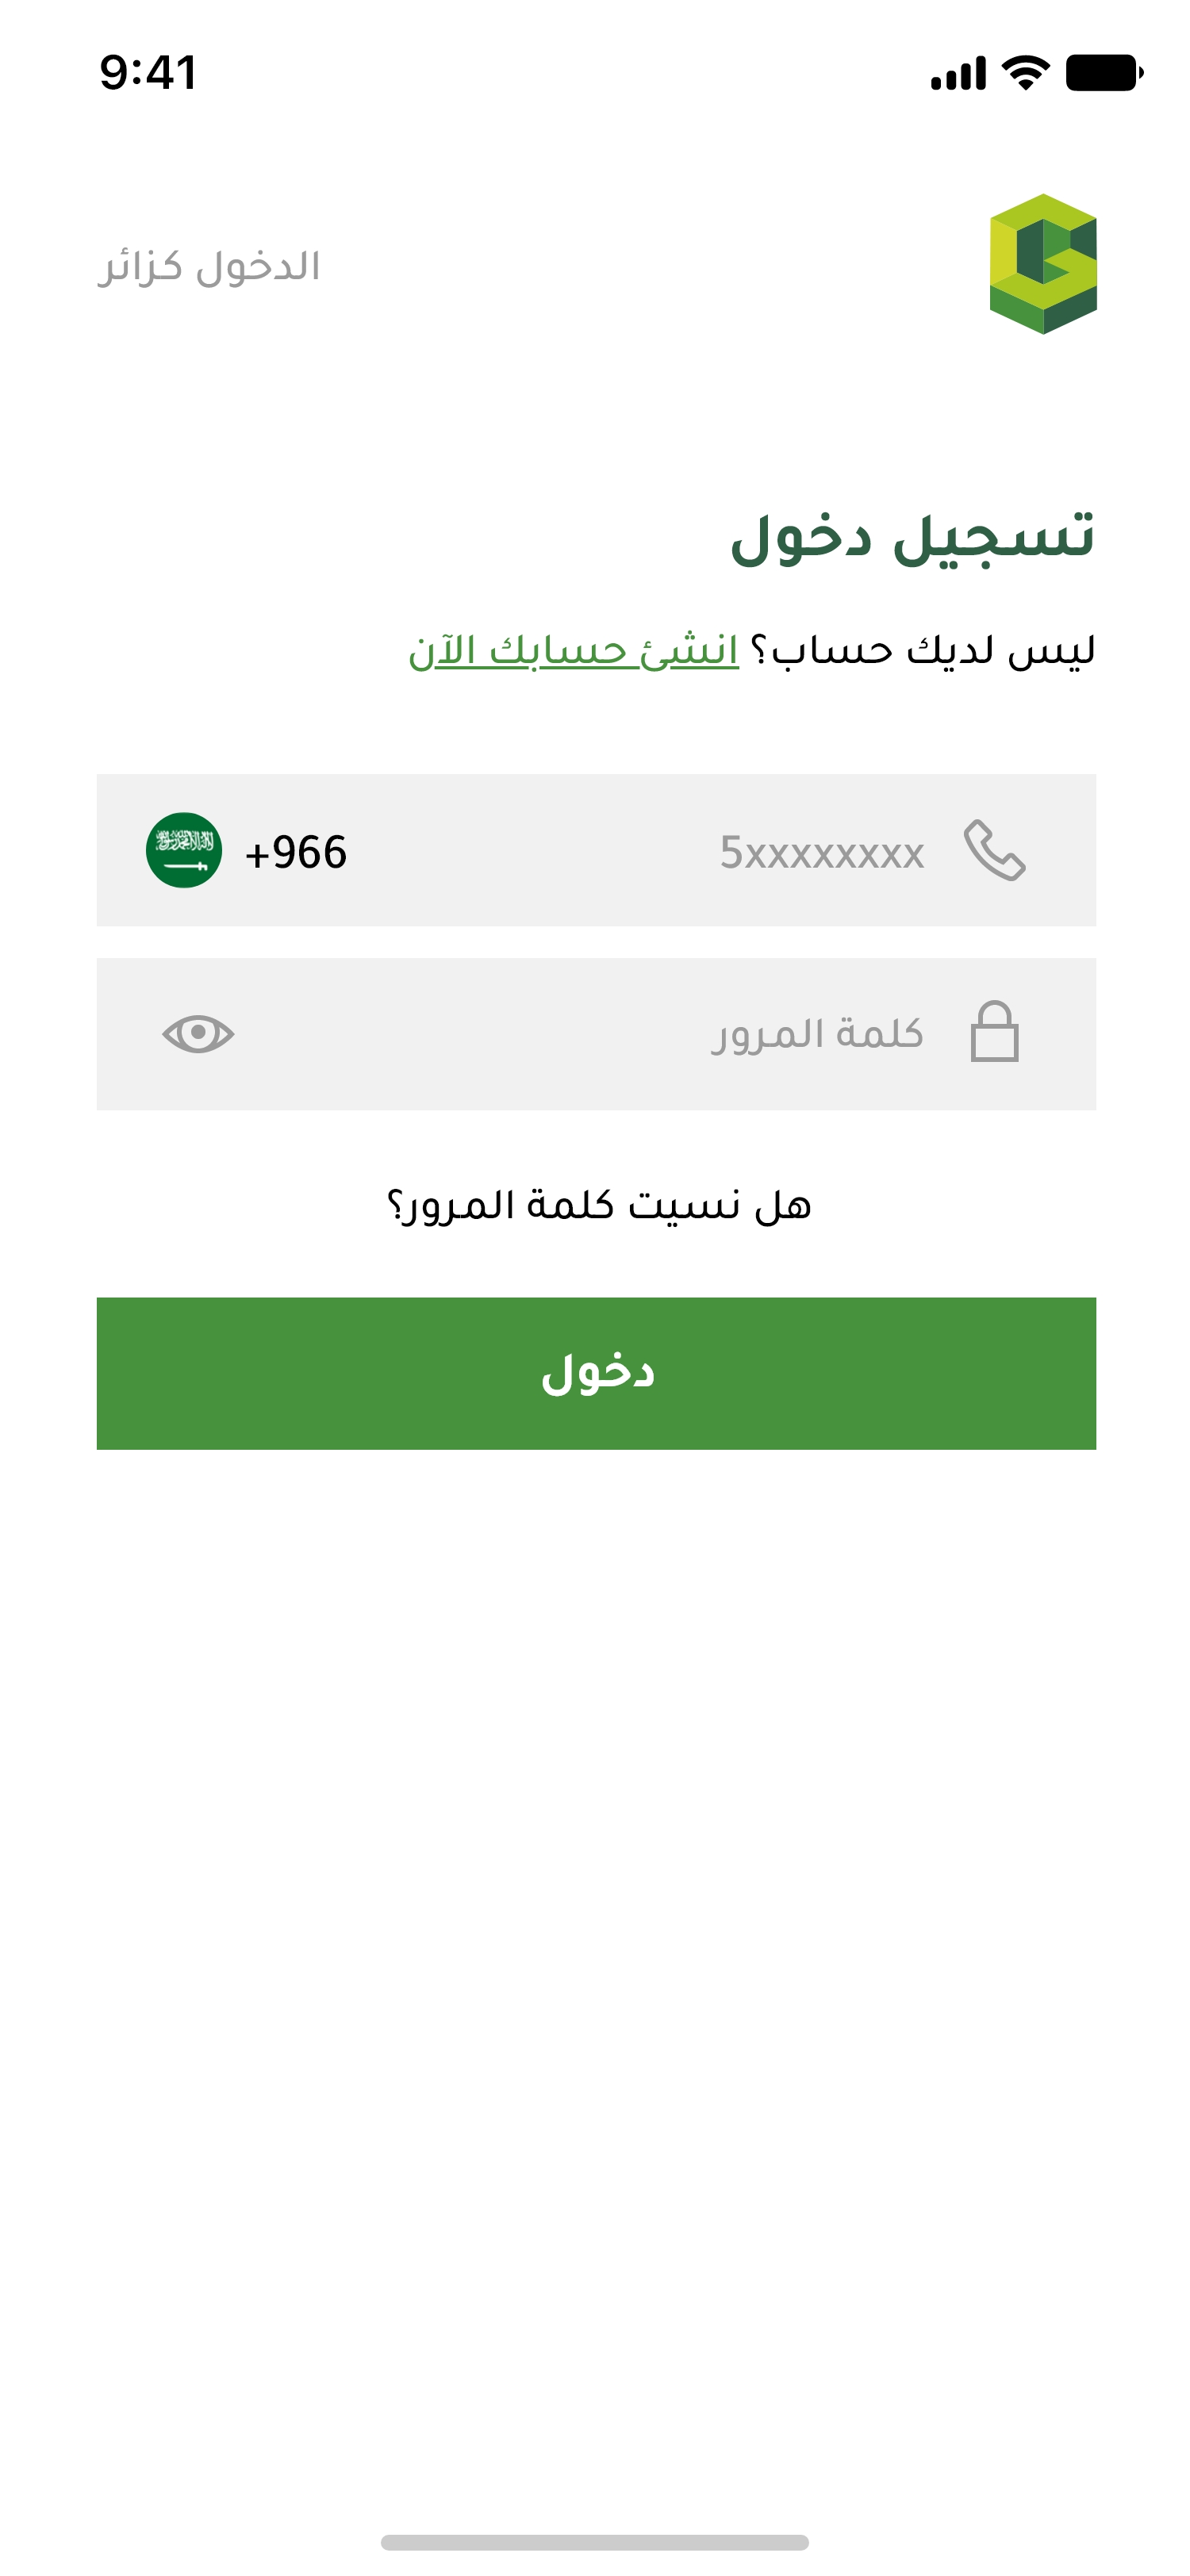 9:41
الدخول كزائر
تسجيل دخول
ليس لديك حساب؟ انشئ حسابك الآن
5xxxxxxxx +966
كلمة المرور
هل نسيت كلمة المرور؟
دخول